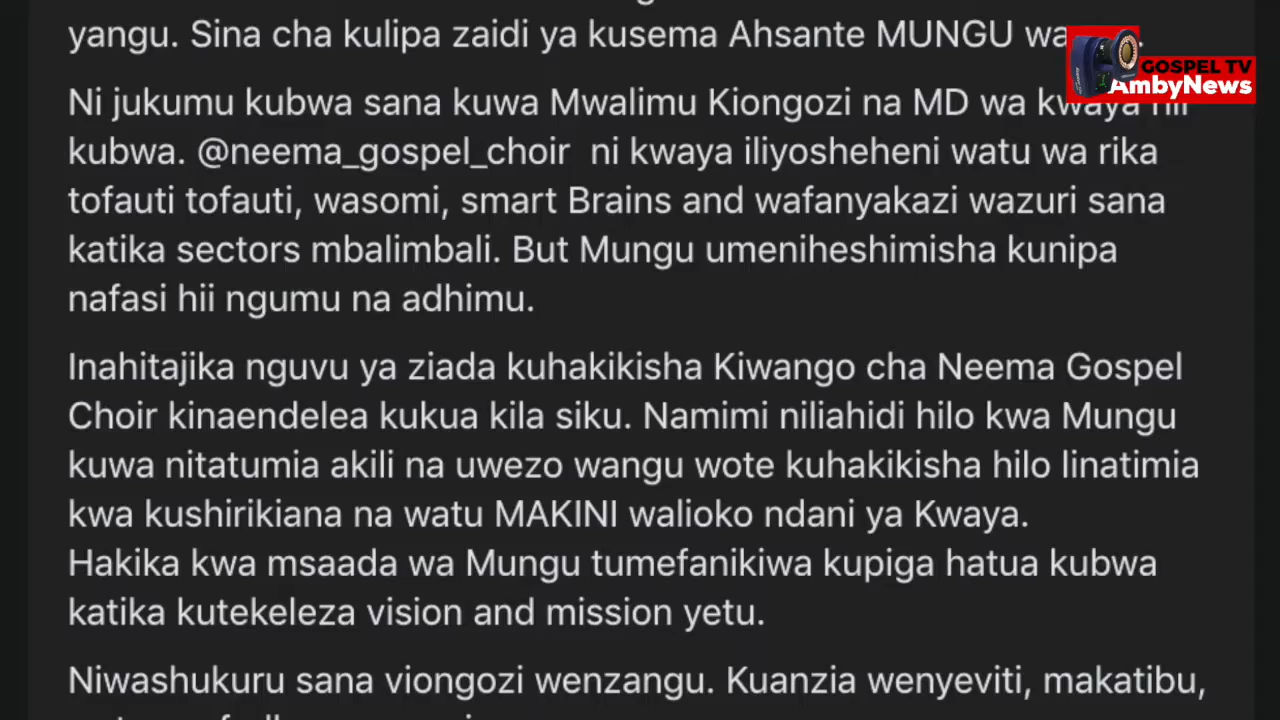 yangu. Sina cha kulipa zaidi ya kusema Ahsante MUNGU
GOSPEL TV
AmbyNews
Ni jukumu kubwa sana kuwa Mwalimu Kiongozi na MD wa kwaya hii
kubwa. @neema_gospel_choir ni kwaya iliyosheheni watu wa rika
tofauti tofauti, wasomi, smart Brains and wafanyakazi wazuri sana
katika sectors mbalimbali. But Mungu umeniheshimisha kunipa
nafasi hii ngumu na adhimu.
Inahitajika nguvu ya ziada kuhakikisha Kiwango cha Neema Gospel
Choir kinaendelea kukua kila siku. Namimi niliahidi hilo kwa Mungu
kuwa nitatumia akili na uwezo wangu wote kuhakikisha hilo linatimia
kwa kushirikiana na watu MAKINI walioko ndani ya Kwaya.
Hakika kwa msaada wa Mungu tumefanikiwa kupiga hatua kubwa
katika kutekeleza vision and mission yetu.
Niwashukuru sana viongozi wenzangu. Kuanzia wenyeviti, makatibu,